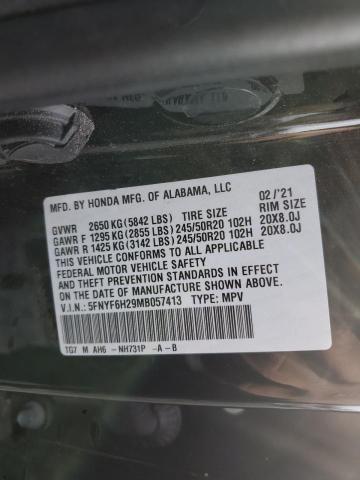 MFD. BY HONDA MFG. OF ALABAMA, LLC 02/'21
GVWR 2650 KG(5842 LBS) TIRE SIZE RIM SIZE
GAWR F 1295 KG(2855 LBS)245/50R20 102H 20X8.0J
GAWR R 1425 KG(3142 LBS)245/50R20 102H 20X8.0J
THIS VEHICLE CONFORMS TO ALL APPLICABLE
FEDERAL MOTOR VEHICLE SAFETY
AND THEFT PREVENTION STANDARDS IN EFFECT
ON THE DATE OF MANUFACTURE SHOWN ABOVE.
V.I.N.: 5FNYF6H29MB057413 TYPE: MPV
TG7 M AH6 -NH731P -A-B